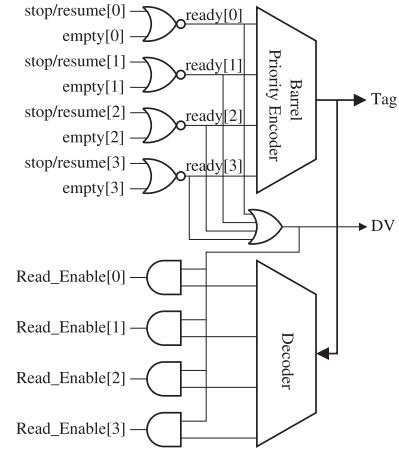 stop/resume[0]
ready[0]
empty[0]
stop/resume[1]
ready[1]
empty[1]
stop/resume[2]
ready[2]
empty[2]
stop/resume[3]
ready[3]
empty[3]
Barrel
Priority Encoder
Tag
DV
Read_Enable[0]
Read_Enable[1]
Read_Enable[2]
Read_Enable[3]
Decoder